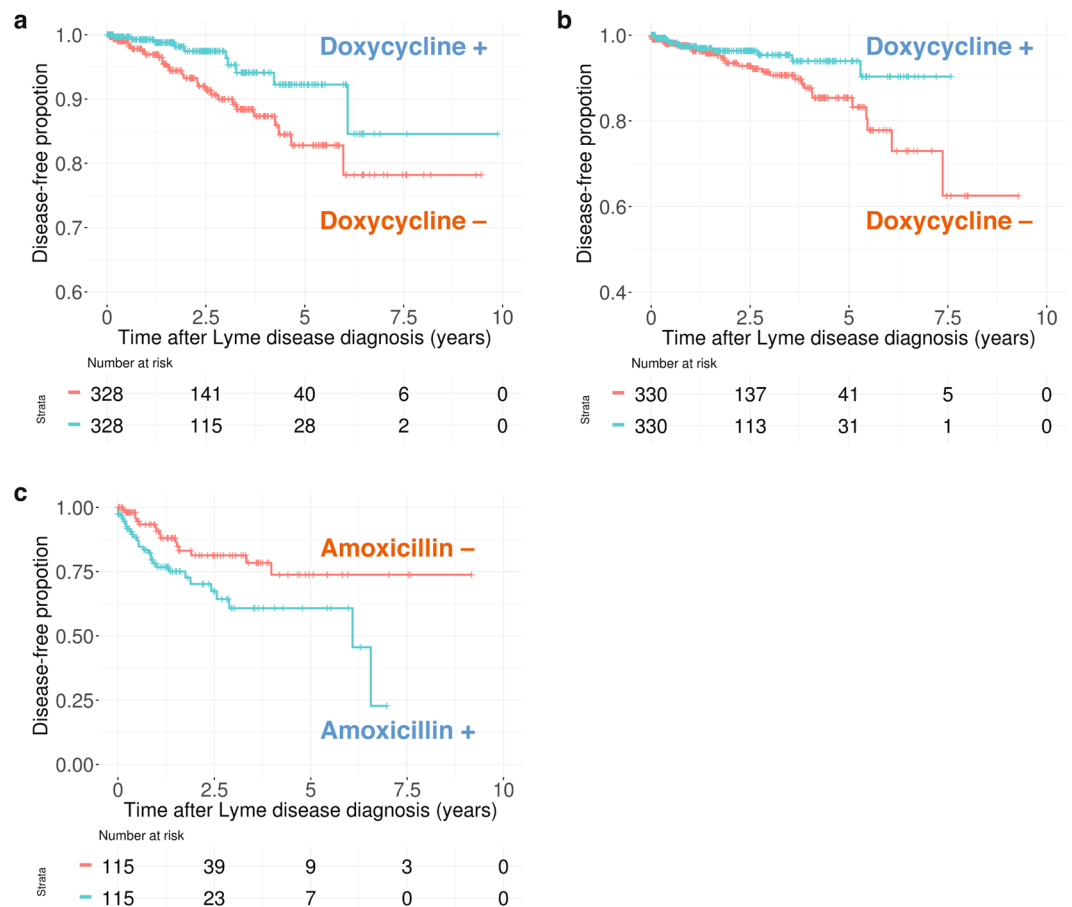 a
1.0
0.9
0.8
0.7
0.6
Disease-free propotion
Doxycycline +
Doxycycline –
0 2.5 5 7.5 10
Time after Lyme disease diagnosis (years)
Number at risk
Strata
328 141 40 6 0
328 115 28 2 0
b
1.0
0.8
0.6
0.4
Disease-free propotion
Doxycycline +
Doxycycline –
0 2.5 5 7.5 10
Time after Lyme disease diagnosis (years)
Number at risk
Strata
330 137 41 5 0
330 113 31 1 0
c
1.00
0.75
0.50
0.25
0.00
Disease-free propotion
Amoxicillin –
Amoxicillin +
0 2.5 5 7.5 10
Time after Lyme disease diagnosis (years)
Number at risk
Strata
115 39 9 3 0
115 23 7 0 0